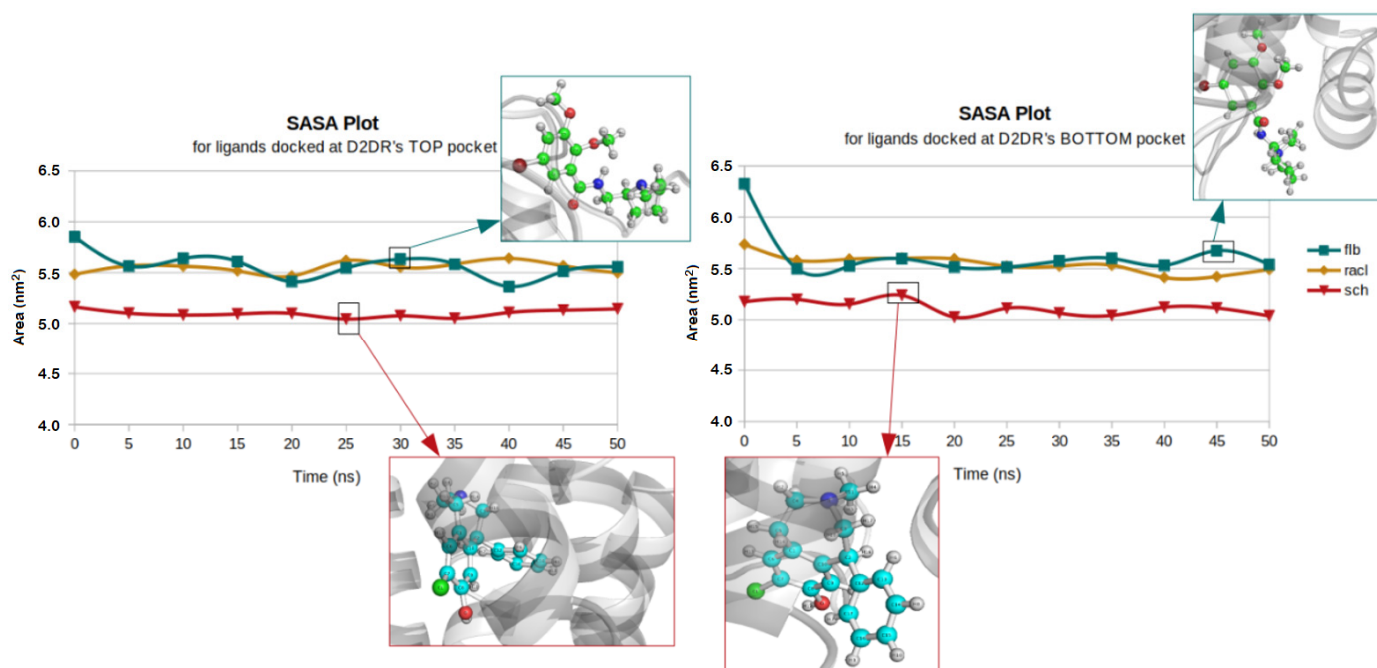 SASA Plot
for ligands docked at D2DR's TOP pocket
6.5
6.0
5.5
5.0
4.5
4.0
Area (nm²)
0 5 10 15 20 25 30 35 40 45 50
Time (ns)
SASA Plot
for ligands docked at D2DR's BOTTOM pocket
6.5
6.0
5.5
5.0
4.5
4.0
Area (nm²)
0 5 10 15 20 25 30 35 40 45 50
Time (ns)
flb
racl
sch